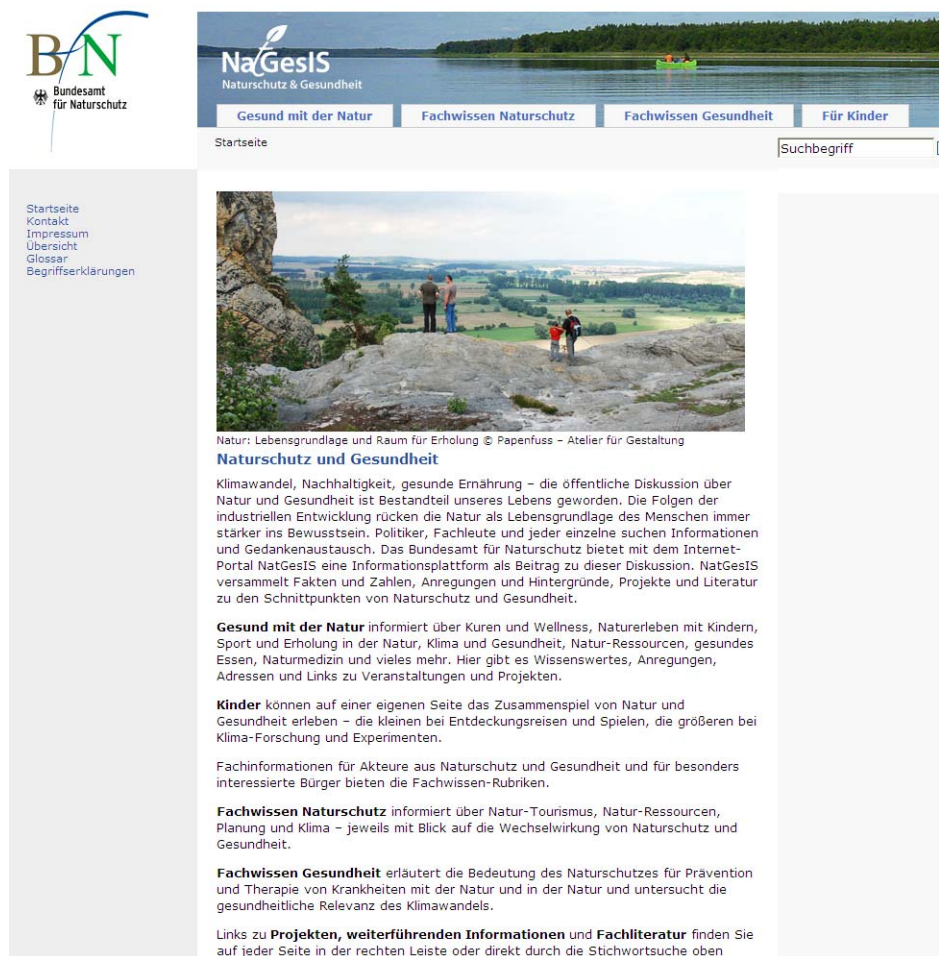 BfN
Bundesamt
für Naturschutz
NatGesIS
Naturschutz & Gesundheit
Gesund mit der Natur
Fachwissen Naturschutz
Fachwissen Gesundheit
Für Kinder
Startseite
Suchbegriff
Startseite
Kontakt
Impressum
Übersicht
Glossar
Begriffserklärungen
Natur: Lebensgrundlage und Raum für Erholung © Papenfuss – Atelier für Gestaltung
Naturschutz und Gesundheit
Klimawandel, Nachhaltigkeit, gesunde Ernährung – die öffentliche Diskussion über
Natur und Gesundheit ist Bestandteil unseres Lebens geworden. Die Folgen der
industriellen Entwicklung rücken die Natur als Lebensgrundlage des Menschen immer
stärker ins Bewusstsein. Politiker, Fachleute und jeder einzelne suchen Informationen
und Gedankenaustausch. Das Bundesamt für Naturschutz bietet mit dem Internet-
Portal NatGesIS eine Informationsplattform als Beitrag zu dieser Diskussion. NatGesIS
versammelt Fakten und Zahlen, Anregungen und Hintergründe, Projekte und Literatur
zu den Schnittpunkten von Naturschutz und Gesundheit.
Gesund mit der Natur informiert über Kuren und Wellness, Naturerleben mit Kindern,
Sport und Erholung in der Natur, Klima und Gesundheit, Natur-Ressourcen, gesundes
Essen, Naturmedizin und vieles mehr. Hier gibt es Wissenswertes, Anregungen,
Adressen und Links zu Veranstaltungen und Projekten.
Kinder können auf einer eigenen Seite das Zusammenspiel von Natur und
Gesundheit erleben – die kleinen bei Entdeckungsreisen und Spielen, die größeren bei
Klima-Forschung und Experimenten.
Fachinformationen für Akteure aus Naturschutz und Gesundheit und für besonders
interessierte Bürger bieten die Fachwissen-Rubriken.
Fachwissen Naturschutz informiert über Natur-Tourismus, Natur-Ressourcen,
Planung und Klima – jeweils mit Blick auf die Wechselwirkung von Naturschutz und
Gesundheit.
Fachwissen Gesundheit erläutert die Bedeutung des Naturschutzes für Prävention
und Therapie von Krankheiten mit der Natur und in der Natur und untersucht die
gesundheitliche Relevanz des Klimawandels.
Links zu Projekten, weiterführenden Informationen und Fachliteratur finden Sie
auf jeder Seite in der rechten Leiste oder direkt durch die Stichwortsuche oben